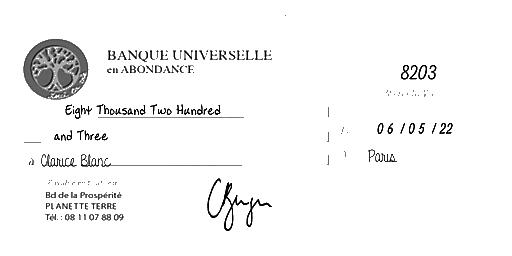 BANQUE UNIVERSELLE
en ABONDANCE
8203
Eight Thousand Two Hundred
and Three
06/05/22
à Clarice Blanc
Paris
Bd de la Prospérité
PLANETTE TERRE
Tél. : 08 11 07 88 09